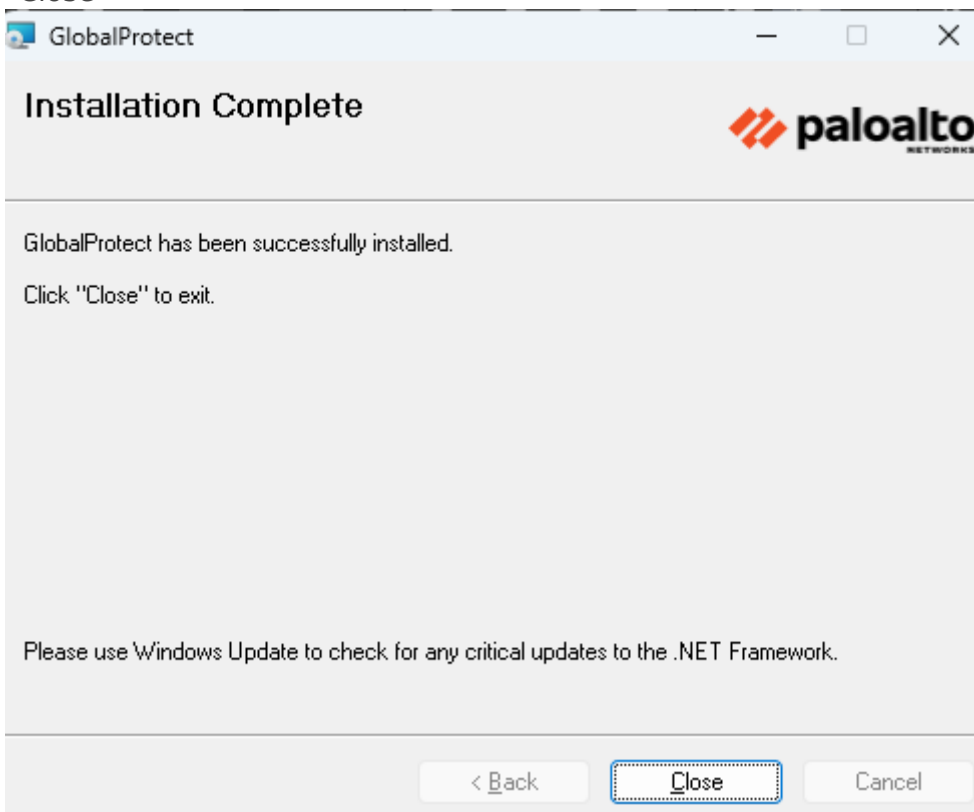 GlobalProtect
Installation Complete
paloalto
NETWORKS
GlobalProtect has been successfully installed.
Click "Close" to exit.
Please use Windows Update to check for any critical updates to the .NET Framework.
< Back
Close
Cancel